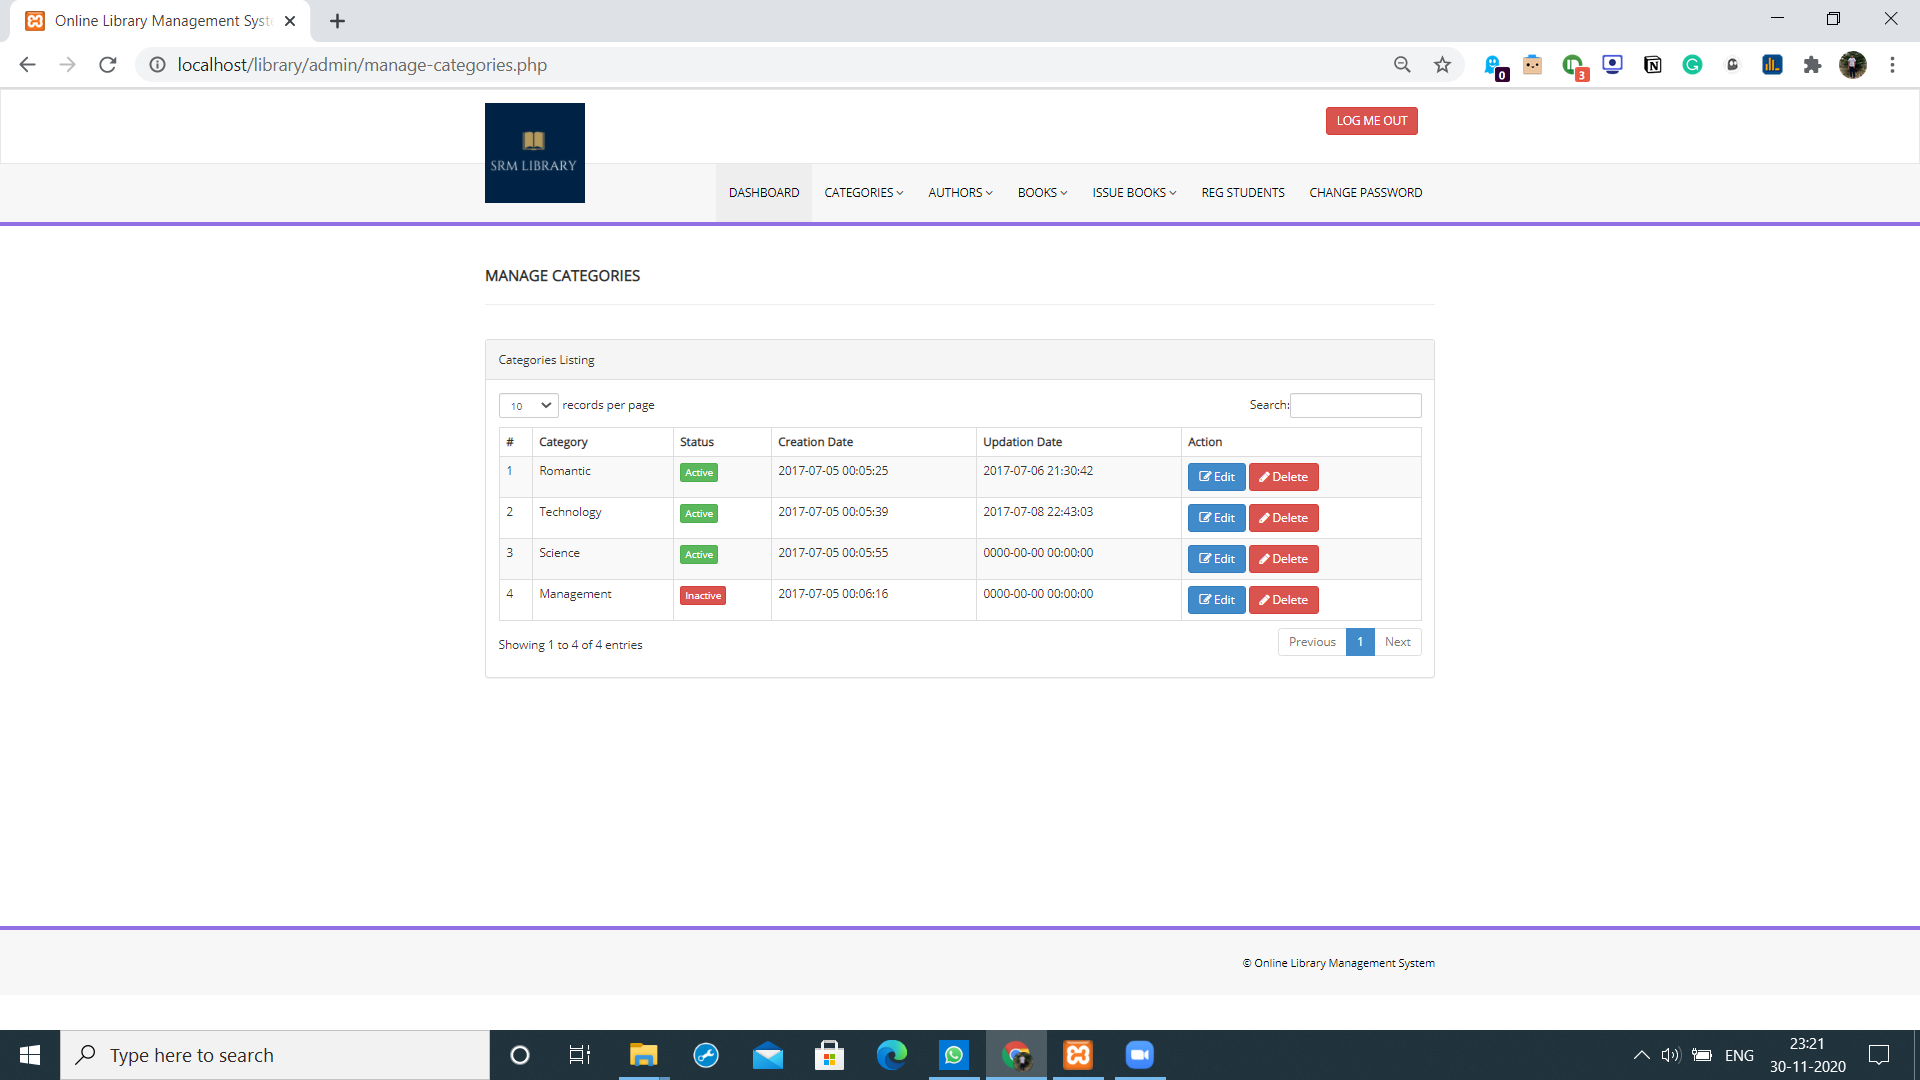 Online Library Management Syst
localhost/library/admin/manage-categories.php
0
3
SRM LIBRARY
LOG ME OUT
DASHBOARD CATEGORIES AUTHORS BOOKS ISSUE BOOKS REG STUDENTS CHANGE PASSWORD
MANAGE CATEGORIES
Categories Listing
10 records per page Search:
# Category Status Creation Date Updation Date Action
1 Romantic Active 2017-07-05 00:05:25 2017-07-06 21:30:42 Edit Delete
2 Technology Active 2017-07-05 00:05:39 2017-07-08 22:43:03 Edit Delete
3 Science Active 2017-07-05 00:05:55 0000-00-00 00:00:00 Edit Delete
4 Management Inactive 2017-07-05 00:06:16 0000-00-00 00:00:00 Edit Delete
Showing 1 to 4 of 4 entries Previous 1 Next
© Online Library Management System
Type here to search
ENG
23:21
30-11-2020